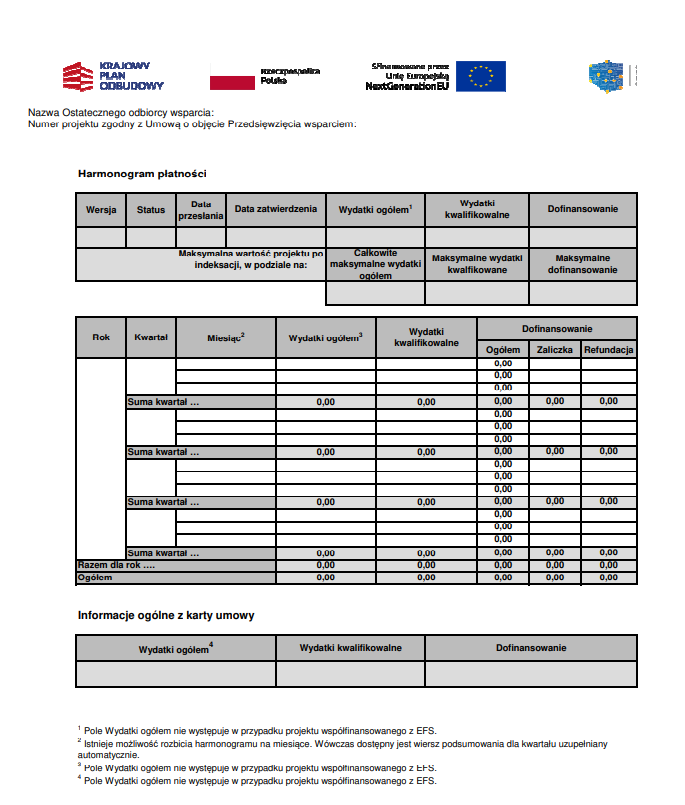 KRAJOWY
PLAN
ODBUDOWY
Rzeczpospolita
Polska
Sfinansowane przez
Unię Europejską
NextGenerationEU
Nazwa Ostatecznego odbiorcy wsparcia:
Numer projektu zgodny z Umową o objęcie Przedsięwzięcia wsparciem:
Harmonogram płatności
Wersja Status Data przesłania Data zatwierdzenia Wydatki ogółem¹ Wydatki kwalifikowalne Dofinansowanie
Maksymalna wartość projektu po indeksacji, w podziale na: Całkowite maksymalne wydatki ogółem Maksymalne wydatki kwalfikowane Maksymalne dofinansowanie
Rok Kwartał Miesiąc² Wydatki ogółem³ Wydatki kwalifikowalne Dofinansowanie
Ogółem Zaliczka Refundacja
0,00
0,00
0,00
Suma kwartał ... 0,00 0,00 0,00 0,00 0,00
0,00
0,00
0,00
Suma kwartał ... 0,00 0,00 0,00 0,00 0,00
0,00
0,00
0,00
Suma kwartał ... 0,00 0,00 0,00 0,00 0,00
0,00
0,00
0,00
Suma kwartał ... 0,00 0,00 0,00 0,00 0,00
Razem dla rok .... 0,00 0,00 0,00 0,00 0,00
Ogółem 0,00 0,00 0,00 0,00 0,00
Informacje ogólne z karty umowy
Wydatki ogółem⁴ Wydatki kwalifikowalne Dofinansowanie
¹ Pole Wydatki ogółem nie występuje w przypadku projektu współfinansowanego z EFS.
² Istnieje możliwość rozbicia harmonogramu na miesiące. Wówczas dostępny jest wiersz podsumowania dla kwartału uzupełniany
automatycznie.
³ Pole Wydatki ogółem nie występuje w przypadku projektu współfinansowanego z EFS.
⁴ Pole Wydatki ogółem nie występuje w przypadku projektu współfinansowanego z EFS.